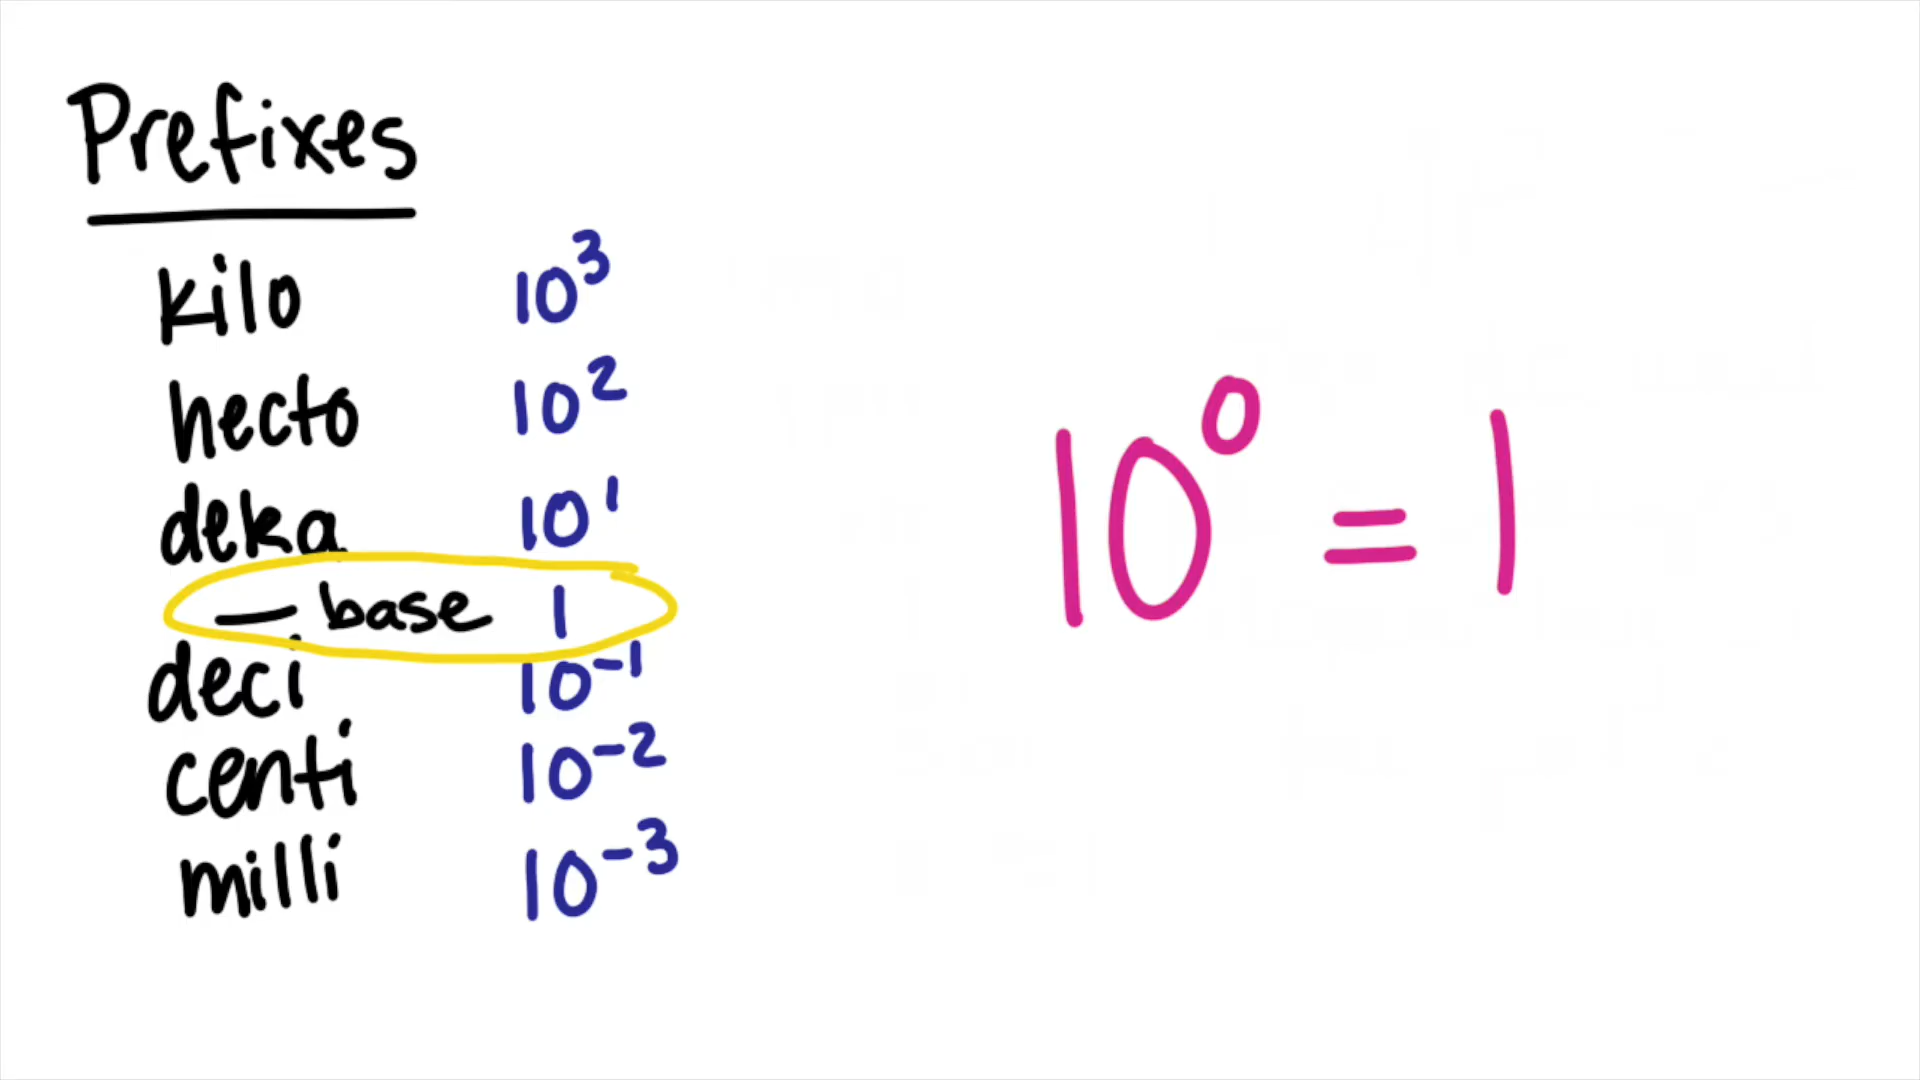 Prefixes
kilo 10³
hecto 10²
deka 10¹
— base 1
deci 10⁻¹
centi 10⁻²
milli 10⁻³
10⁰ = 1